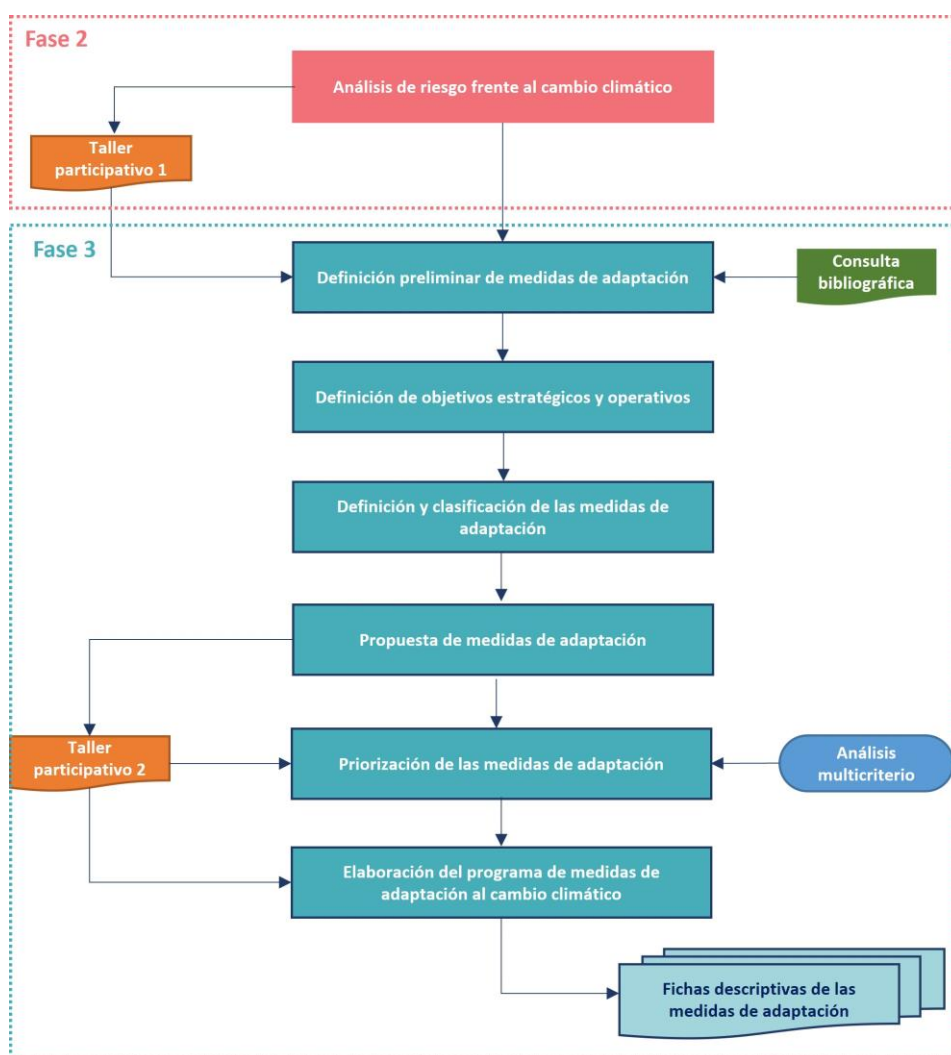 Fase 2
Análisis de riesgo frente al cambio climático
Taller
participativo 1
Fase 3
Definición preliminar de medidas de adaptación
Consulta
bibliográfica
Definición de objetivos estratégicos y operativos
Definición y clasificación de las medidas de
adaptación
Propuesta de medidas de adaptación
Taller
participativo 2
Priorización de las medidas de adaptación
Análisis
multicriterio
Elaboración del programa de medidas de
adaptación al cambio climático
Fichas descriptivas de las
medidas de adaptación